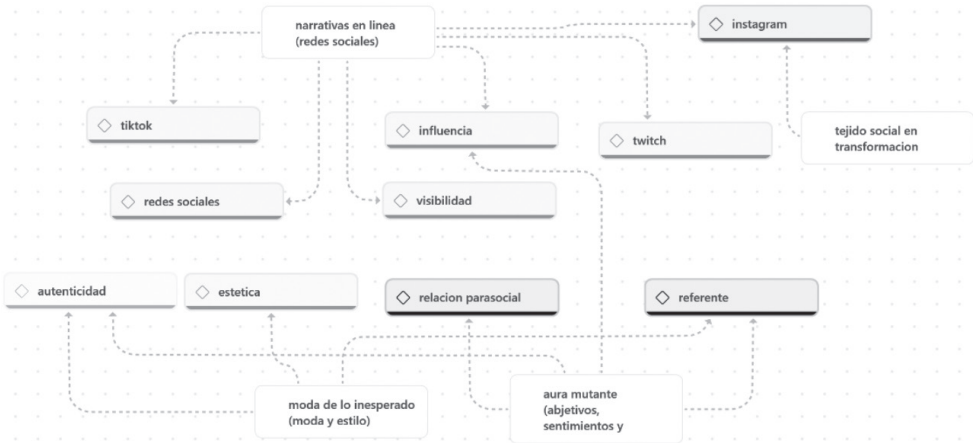 narrativas en linea
(redes sociales)
instagram
tiktok
influencia
twitch
tejido social en
transformacion
redes sociales
visibilidad
autenticidad
estetica
relacion parasocial
referente
moda de lo inesperado
(moda y estilo)
aura mutante
(abjetivos,
sentimientos y